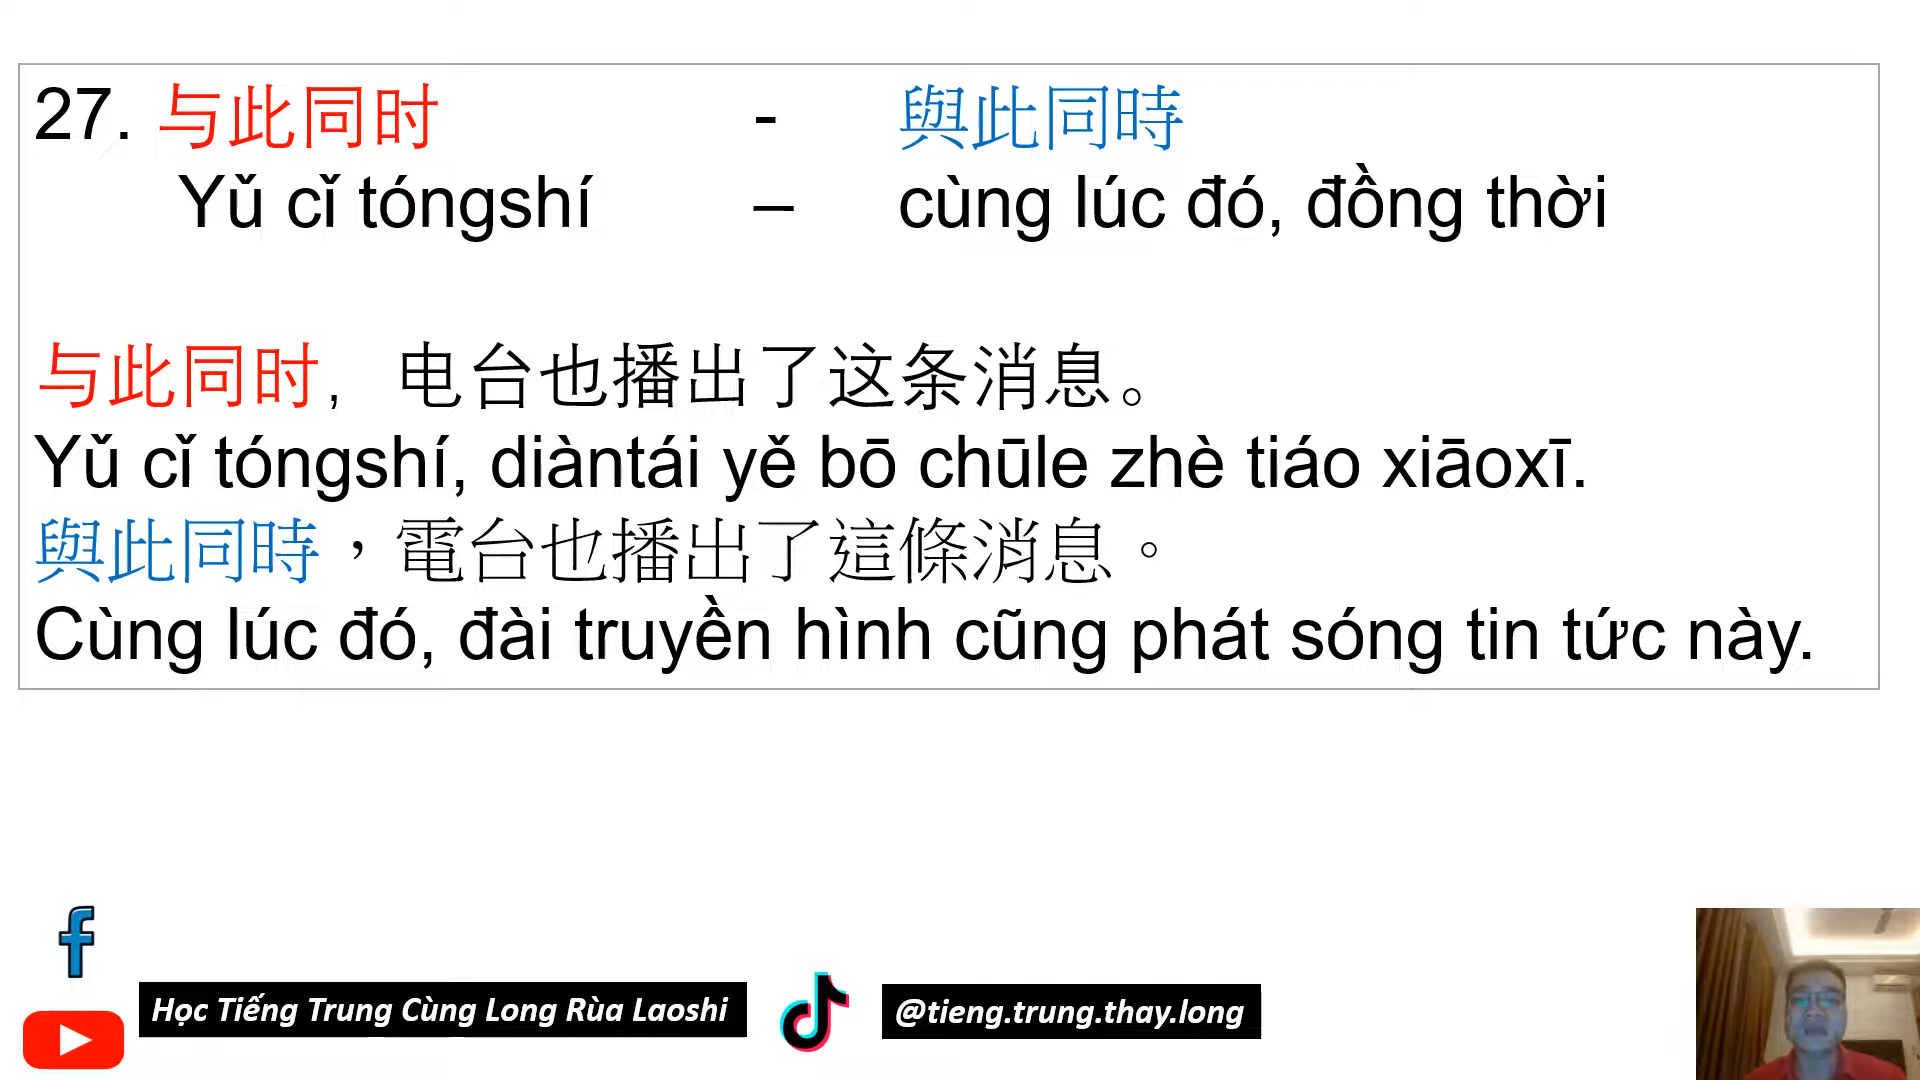 27. 与此同时 - 與此同時
Yǔ cǐ tóngshí – cùng lúc đó, đồng thời
与此同时, 电台也播出了这条消息。
Yǔ cǐ tóngshí, diàntái yě bō chūle zhè tiáo xiāoxī.
與此同時，電台也播出了這條消息。
Cùng lúc đó, đài truyền hình cũng phát sóng tin tức này.
Học Tiếng Trung Cùng Long Rùa Laoshi
@tieng.trung.thay.long